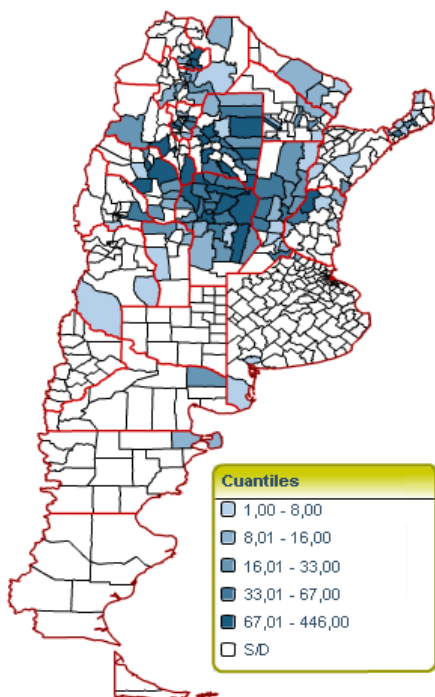 Cuantiles
1,00 - 8,00
8,01 - 16,00
16,01 - 33,00
33,01 - 67,00
67,01 - 446,00
S/D